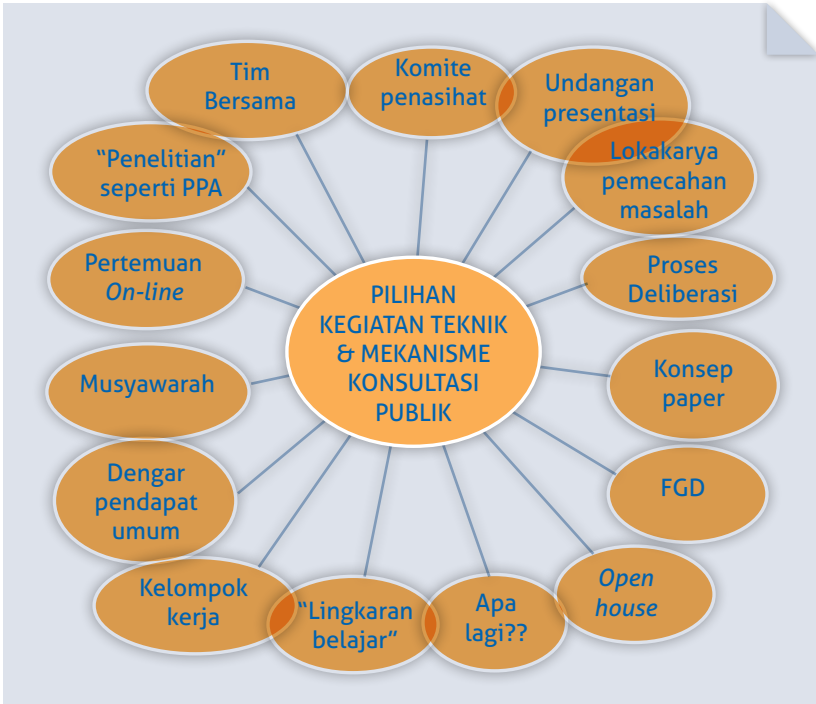 PILIHAN
KEGIATAN TEKNIK
& MEKANISME
KONSULTASI
PUBLIK
Komite
penasihat
Undangan
presentasi
Lokakarya
pemecahan
masalah
Proses
Deliberasi
Konsep
paper
FGD
Open
house
Apa
lagi??
"Lingkaran
belajar”
Kelompok
kerja
Dengar
pendapat
umum
Musyawarah
Pertemuan
On-line
“Penelitian”
seperti PPA
Tim
Bersama